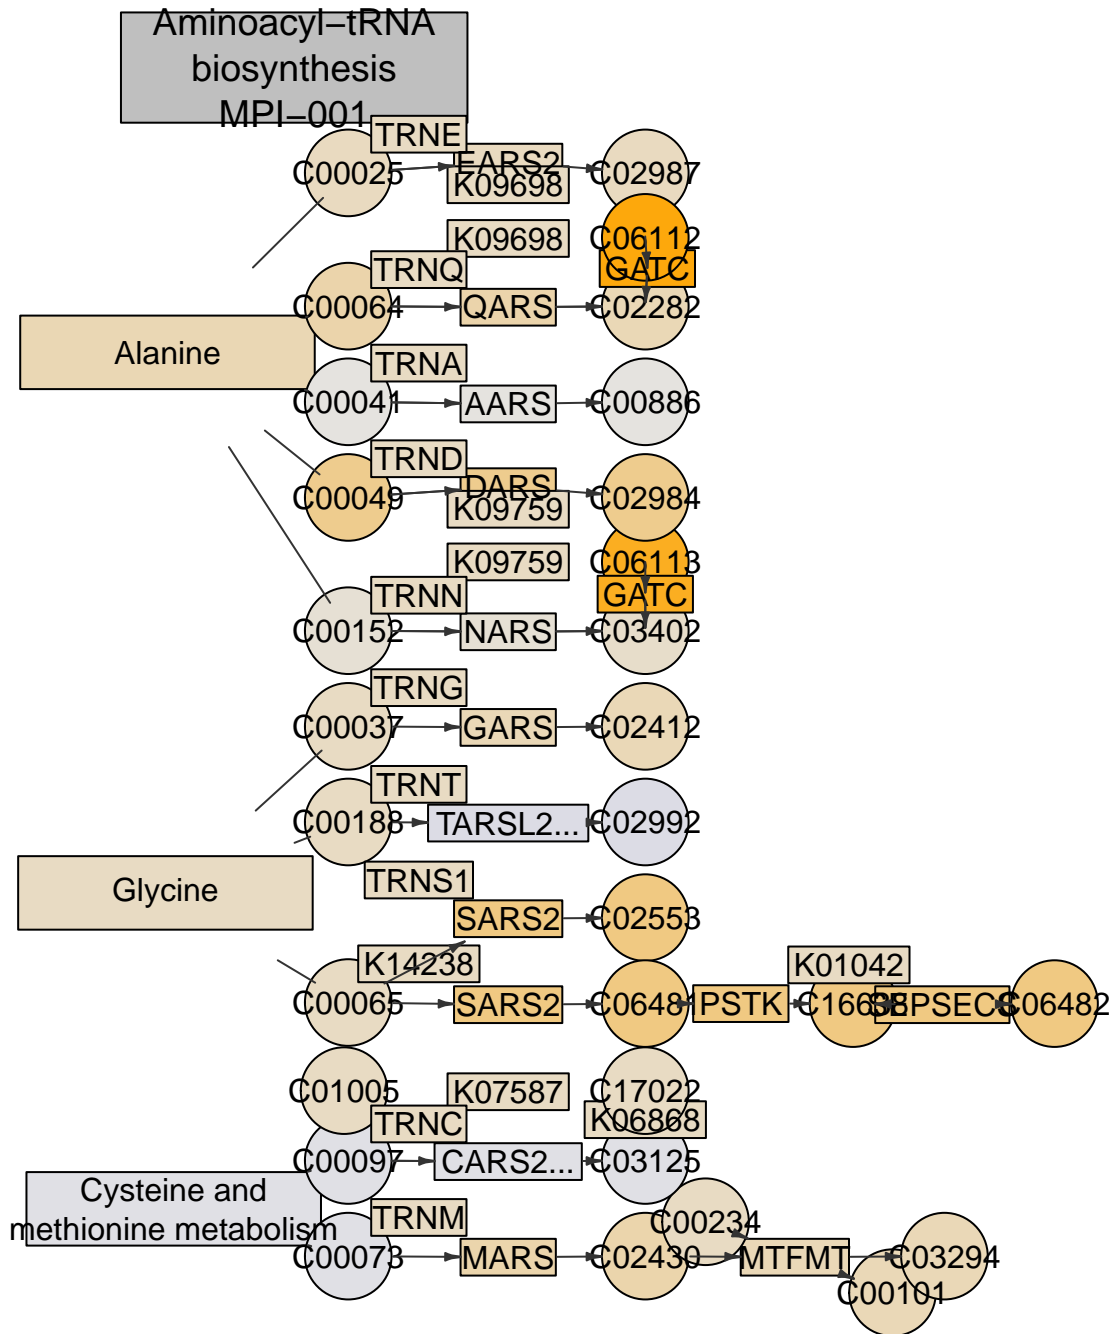 Aminoacyl−tRNA
biosynthesis
MPI−001
TRNE
C00025
EARS2
K09698
C02987
K09698
C06112
TRNQ
GATC
C00064
QARS
C02282
Alanine
TRNA
C00041
AARS
C00886
TRND
C00049
DARS
K09759
C02984
K09759
C06113
TRNN
GATC
C00152
NARS
C03402
TRNG
C00037
GARS
C02412
TRNT
C00188
TARSL2...
C02992
TRNS1
Glycine
SARS2
C02553
K14238
K01042
C00065
SARS2
C06481
PSTK
SEPSECS
C06482
C01005
K07587
C17022
TRNC
K06868
C00097
CARS2...
C03125
Cysteine and
methionine metabolism
TRNM
C00234
C00073
MARS
C02430
MTFMT
C03294
C00101